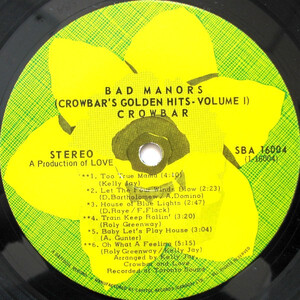 BAD MANORS
(CROWBAR'S GOLDEN HITS - VOLUME I)
CROWBAR
STEREO
A Production of LOVE
SBA 16004
(1-16004)
**1. Too True Mama (4:10)
(Kelly Jay)
2. Let The Four Winds Blow (2:23)
(D. Bartholomew / A. Domino)
3. House of Blue Lights (2:47)
(D. Raye / F. Slack)
**4. Train Keep Rollin' (3:20)
(Roly Greenway)
*5. Baby Let's Play House (3:04)
(A. Gunter)
**6. Oh What A Feeling (5:15)
(Roly Greenway / Kelly Jay)
Arranged by Kelly Jay
Crowbar and Love
Recorded at Toronto Sound